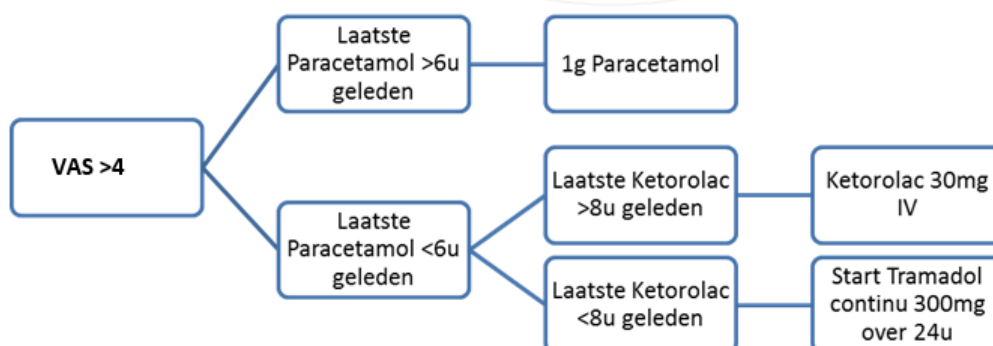 VAS >4
Laatste
Paracetamol >6u
geleden
1g Paracetamol
Laatste
Paracetamol <6u
geleden
Laatste Ketorolac
>8u geleden
Ketorolac 30mg
IV
Laatste Ketorolac
<8u geleden
Start Tramadol
continu 300mg
over 24u